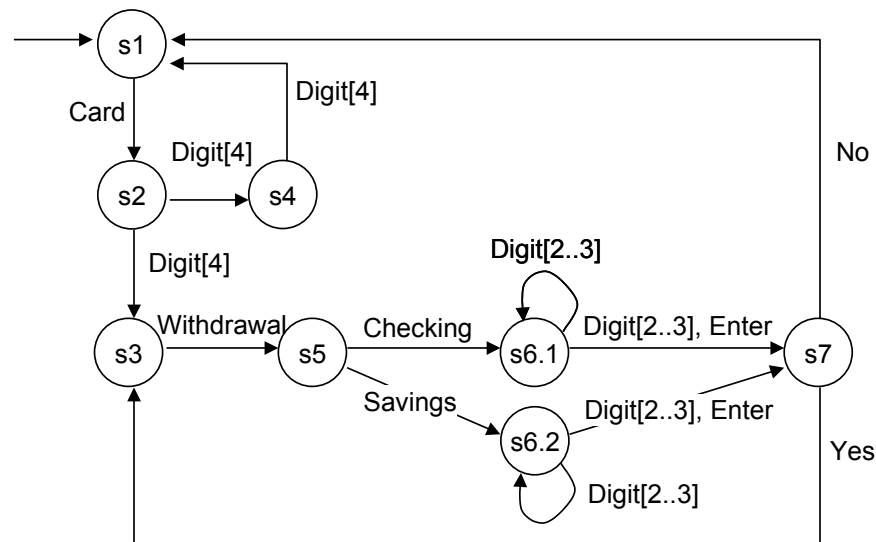 s1
Digit[4]
Card
Digit[4]
No
s2
s4
Digit[4]
Digit[2..3]
Withdrawal
Checking
Digit[2..3], Enter
s3
s5
s6.1
s7
Savings
Digit[2..3], Enter
s6.2
Yes
Digit[2..3]